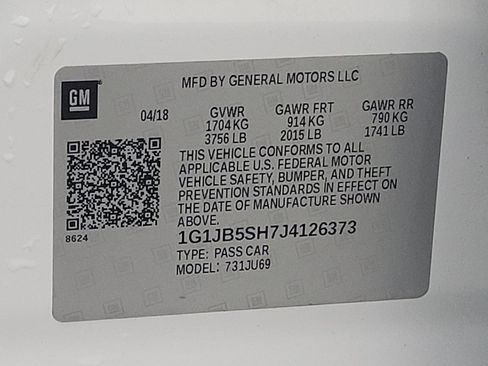 GM
MFD BY GENERAL MOTORS LLC
04/18 GVWR GAWR FRT GAWR RR
1704 KG 914 KG 790 KG
3756 LB 2015 LB 1741 LB
THIS VEHICLE CONFORMS TO ALL
APPLICABLE U.S. FEDERAL MOTOR
VEHICLE SAFETY, BUMPER, AND THEFT
PREVENTION STANDARDS IN EFFECT ON
THE DATE OF MANUFACTURE SHOWN
ABOVE.
8624
1G1JB5SH7J4126373
TYPE: PASS CAR
MODEL: 731JU69